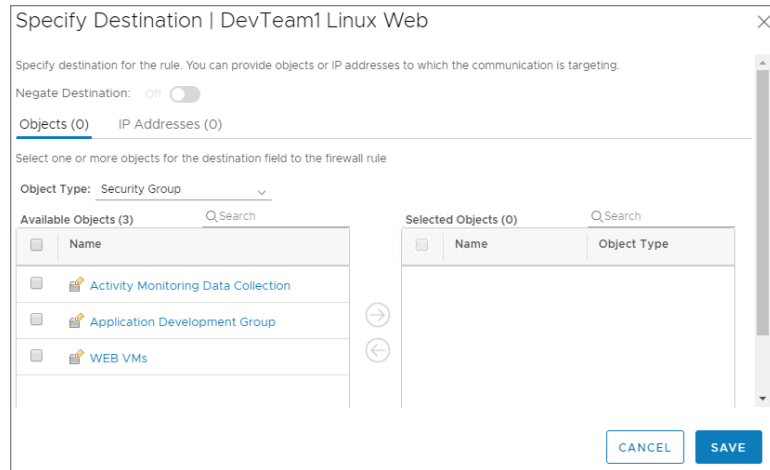 Specify Destination | DevTeam1 Linux Web
Specify destination for the rule. You can provide objects or IP addresses to which the communication is targeting.
Negate Destination: Off
Objects (0) IP Addresses (0)
Select one or more objects for the destination field to the firewall rule
Object Type: Security Group
Available Objects (3) Search Selected Objects (0) Search
Name Name Object Type
Activity Monitoring Data Collection
Application Development Group
WEB VMs
CANCEL SAVE